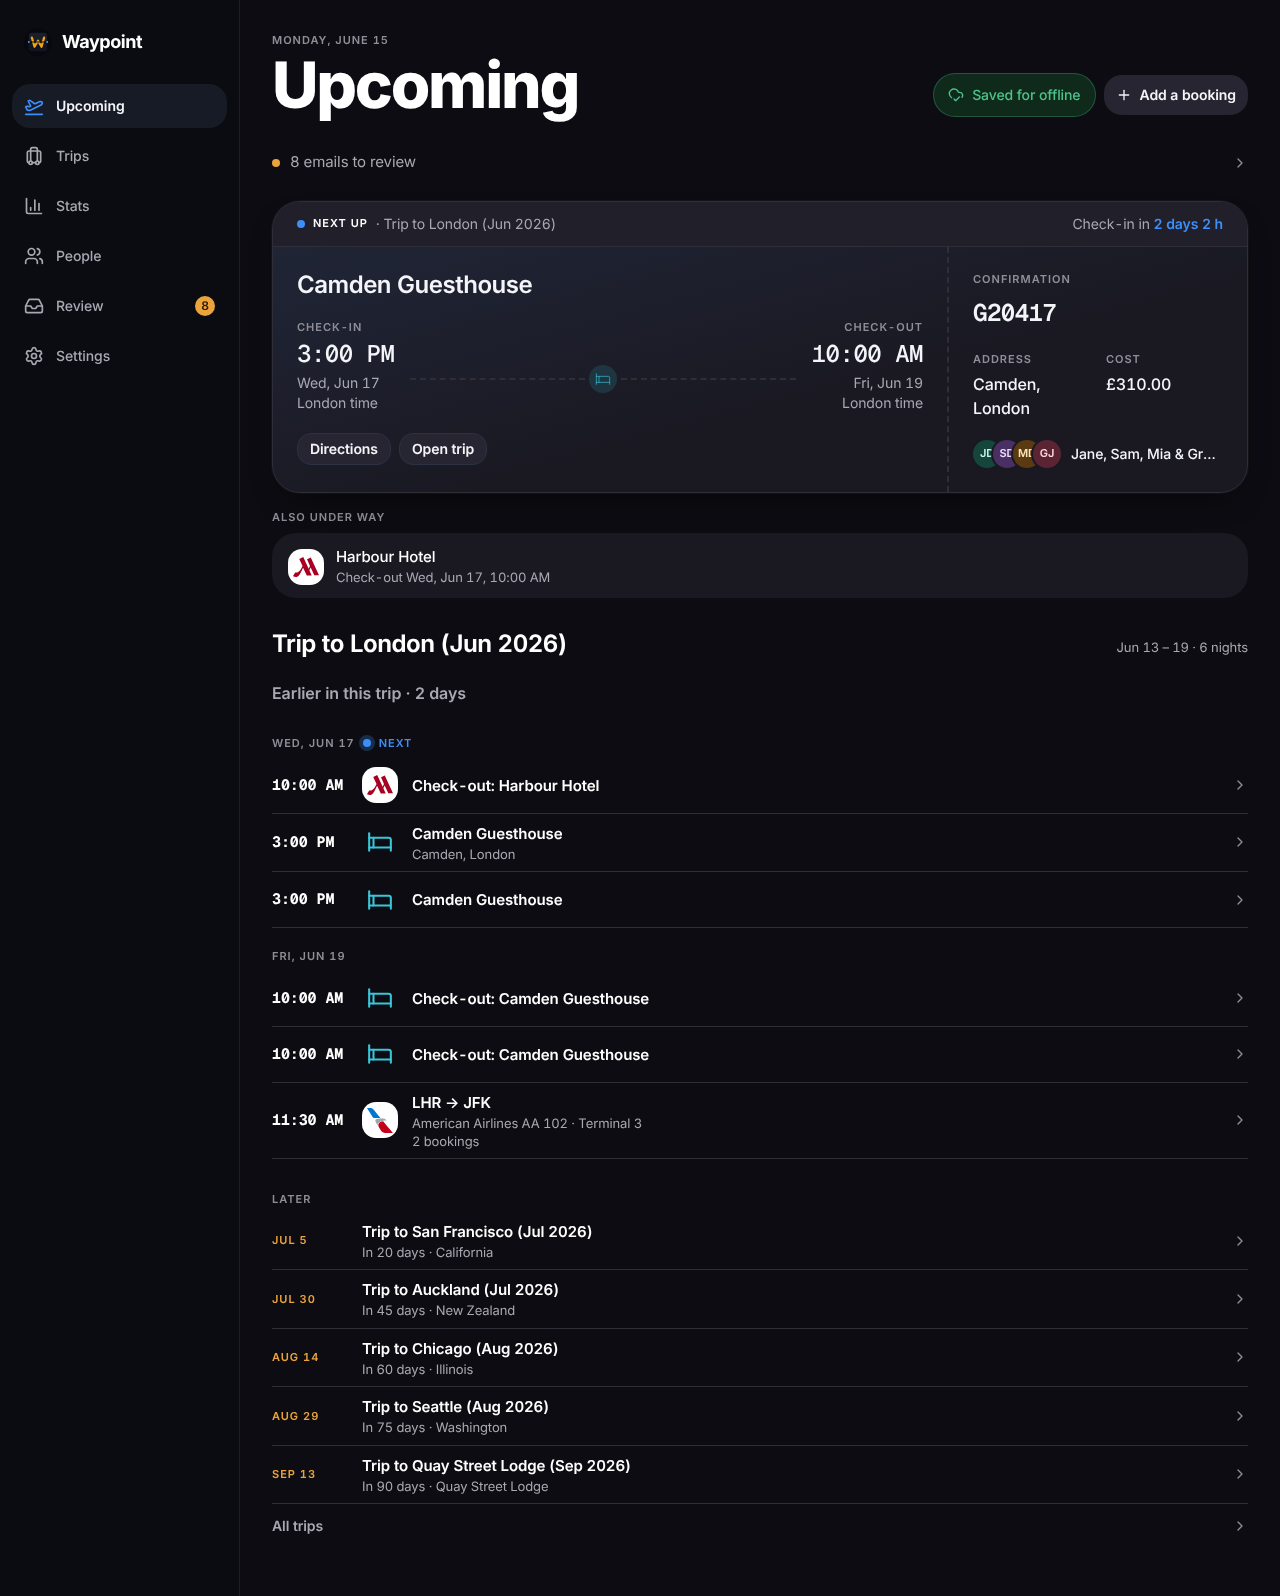 Waypoint
Upcoming
Trips
Stats
People
Review
8
Settings
MONDAY, JUNE 15
Upcoming
Saved for offline
Add a booking
8 emails to review
NEXT UP · Trip to London (Jun 2026)
Check-in in 2 days 2 h
Camden Guesthouse
CHECK-IN
3:00 PM
Wed, Jun 17
London time
CHECK-OUT
10:00 AM
Fri, Jun 19
London time
Directions
Open trip
CONFIRMATION
G20417
ADDRESS
Camden,
London
COST
£310.00
GJ
Jane, Sam, Mia & Gr…
ALSO UNDER WAY
Harbour Hotel
Check-out Wed, Jun 17, 10:00 AM
Trip to London (Jun 2026)
Jun 13 – 19 · 6 nights
Earlier in this trip · 2 days
WED, JUN 17 NEXT
10:00 AM Check-out: Harbour Hotel
3:00 PM Camden Guesthouse
Camden, London
3:00 PM Camden Guesthouse
FRI, JUN 19
10:00 AM Check-out: Camden Guesthouse
10:00 AM Check-out: Camden Guesthouse
11:30 AM LHR → JFK
American Airlines AA 102 · Terminal 3
2 bookings
LATER
JUL 5 Trip to San Francisco (Jul 2026)
In 20 days · California
JUL 30 Trip to Auckland (Jul 2026)
In 45 days · New Zealand
AUG 14 Trip to Chicago (Aug 2026)
In 60 days · Illinois
AUG 29 Trip to Seattle (Aug 2026)
In 75 days · Washington
SEP 13 Trip to Quay Street Lodge (Sep 2026)
In 90 days · Quay Street Lodge
All trips